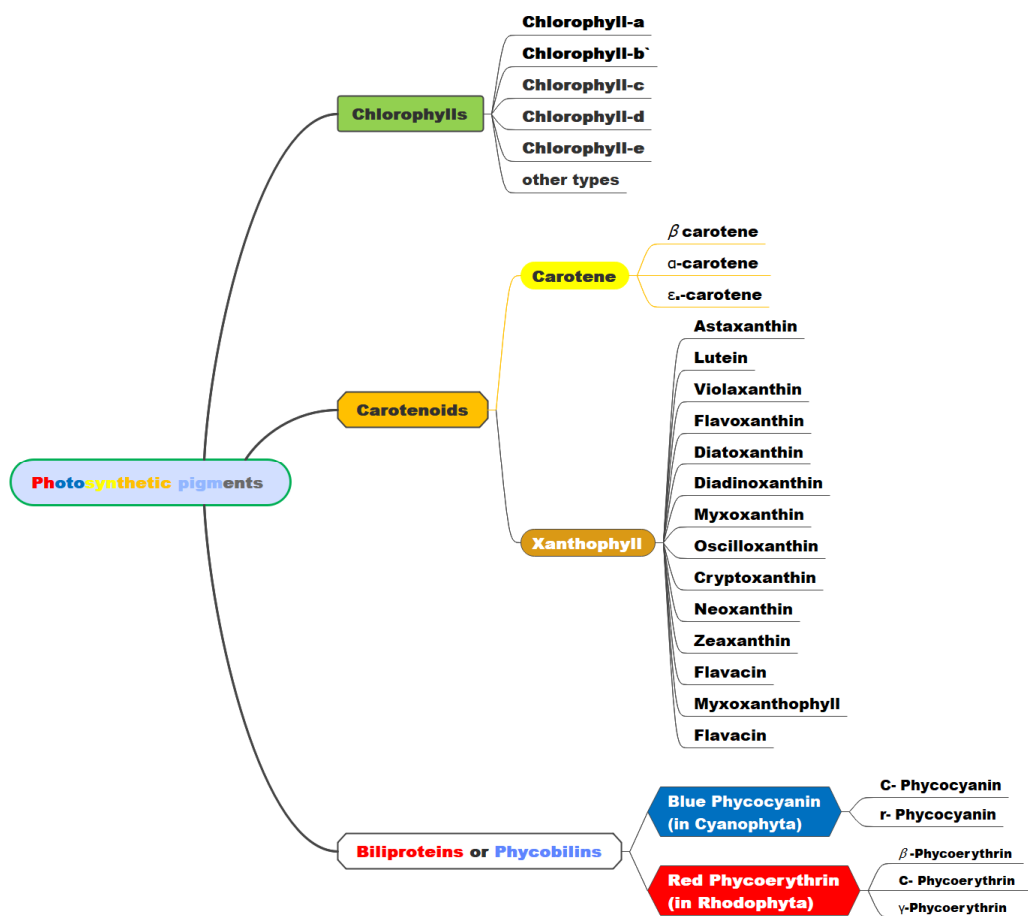 Photosynthetic pigments
Chlorophylls
Chlorophyll-a
Chlorophyll-b`
Chlorophyll-c
Chlorophyll-d
Chlorophyll-e
other types
Carotenoids
Carotene
β carotene
α-carotene
ε.-carotene
Xanthophyll
Astaxanthin
Lutein
Violaxanthin
Flavoxanthin
Diatoxanthin
Diadinoxanthin
Myxoxanthin
Oscilloxanthin
Cryptoxanthin
Neoxanthin
Zeaxanthin
Flavacin
Myxoxanthophyll
Flavacin
Biliproteins or Phycobilins
Blue Phycocyanin
(in Cyanophyta)
C- Phycocyanin
r- Phycocyanin
Red Phycoerythrin
(in Rhodophyta)
β -Phycoerythrin
C- Phycoerythrin
γ-Phycoerythrin